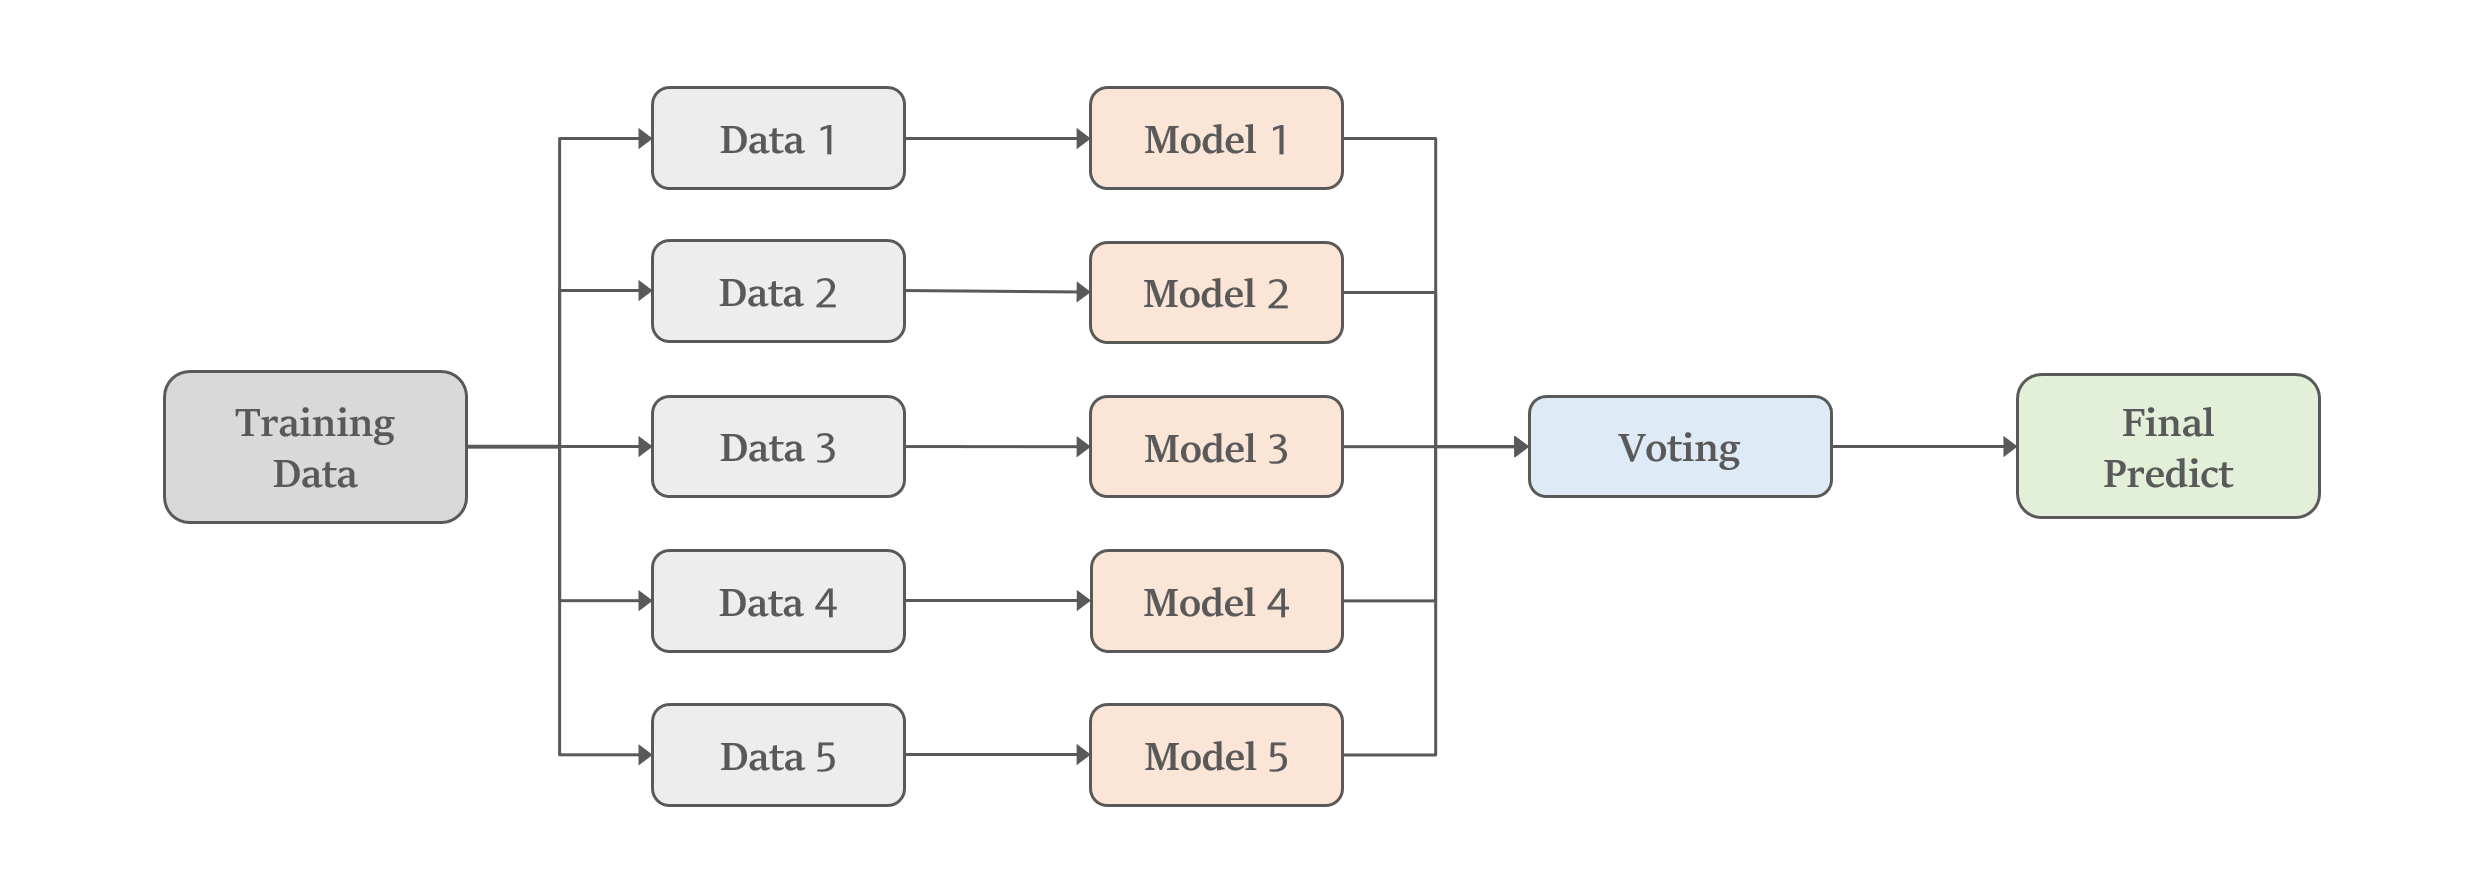 Data 1
Model 1
Data 2
Model 2
Training
Data
Data 3
Model 3
Voting
Final
Predict
Data 4
Model 4
Data 5
Model 5